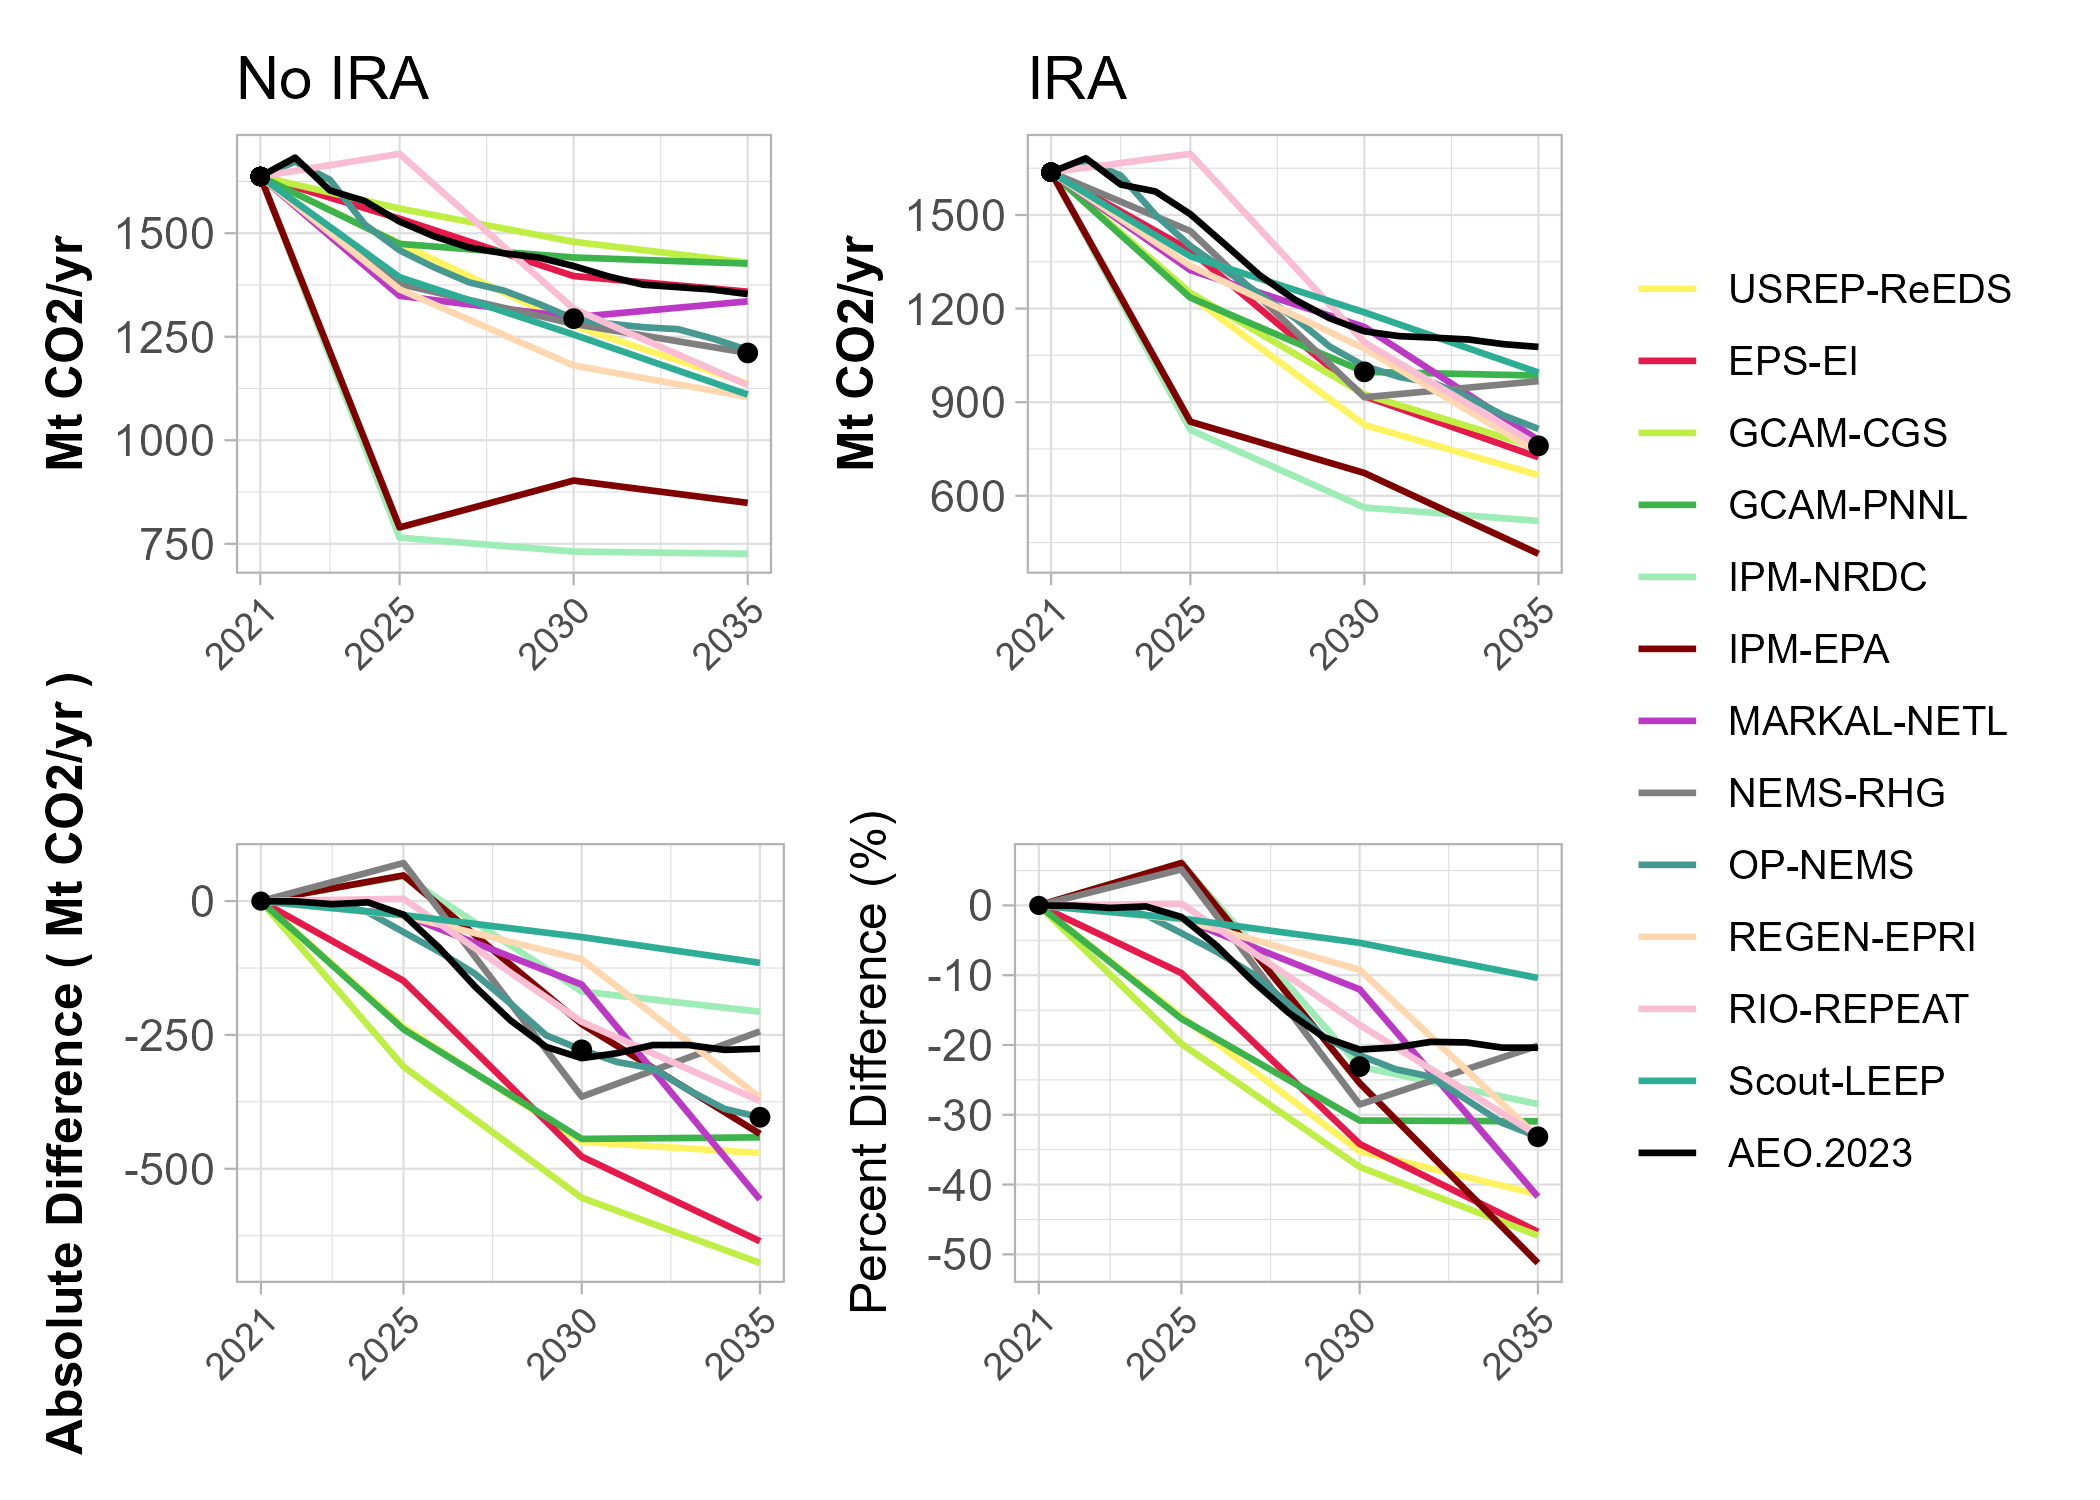 No IRA
IRA
Mt CO2/yr
1500
1250
1000
750
2021
2025
2030
2035
Mt CO2/yr
1500
1200
900
600
2021
2025
2030
2035
Absolute Difference ( Mt CO2/yr )
0
-250
-500
2021
2025
2030
2035
Percent Difference (%)
0
-10
-20
-30
-40
-50
2021
2025
2030
2035
USREP-ReEDS
EPS-EI
GCAM-CGS
GCAM-PNNL
IPM-NRDC
IPM-EPA
MARKAL-NETL
NEMS-RHG
OP-NEMS
REGEN-EPRI
RIO-REPEAT
Scout-LEEP
AEO.2023